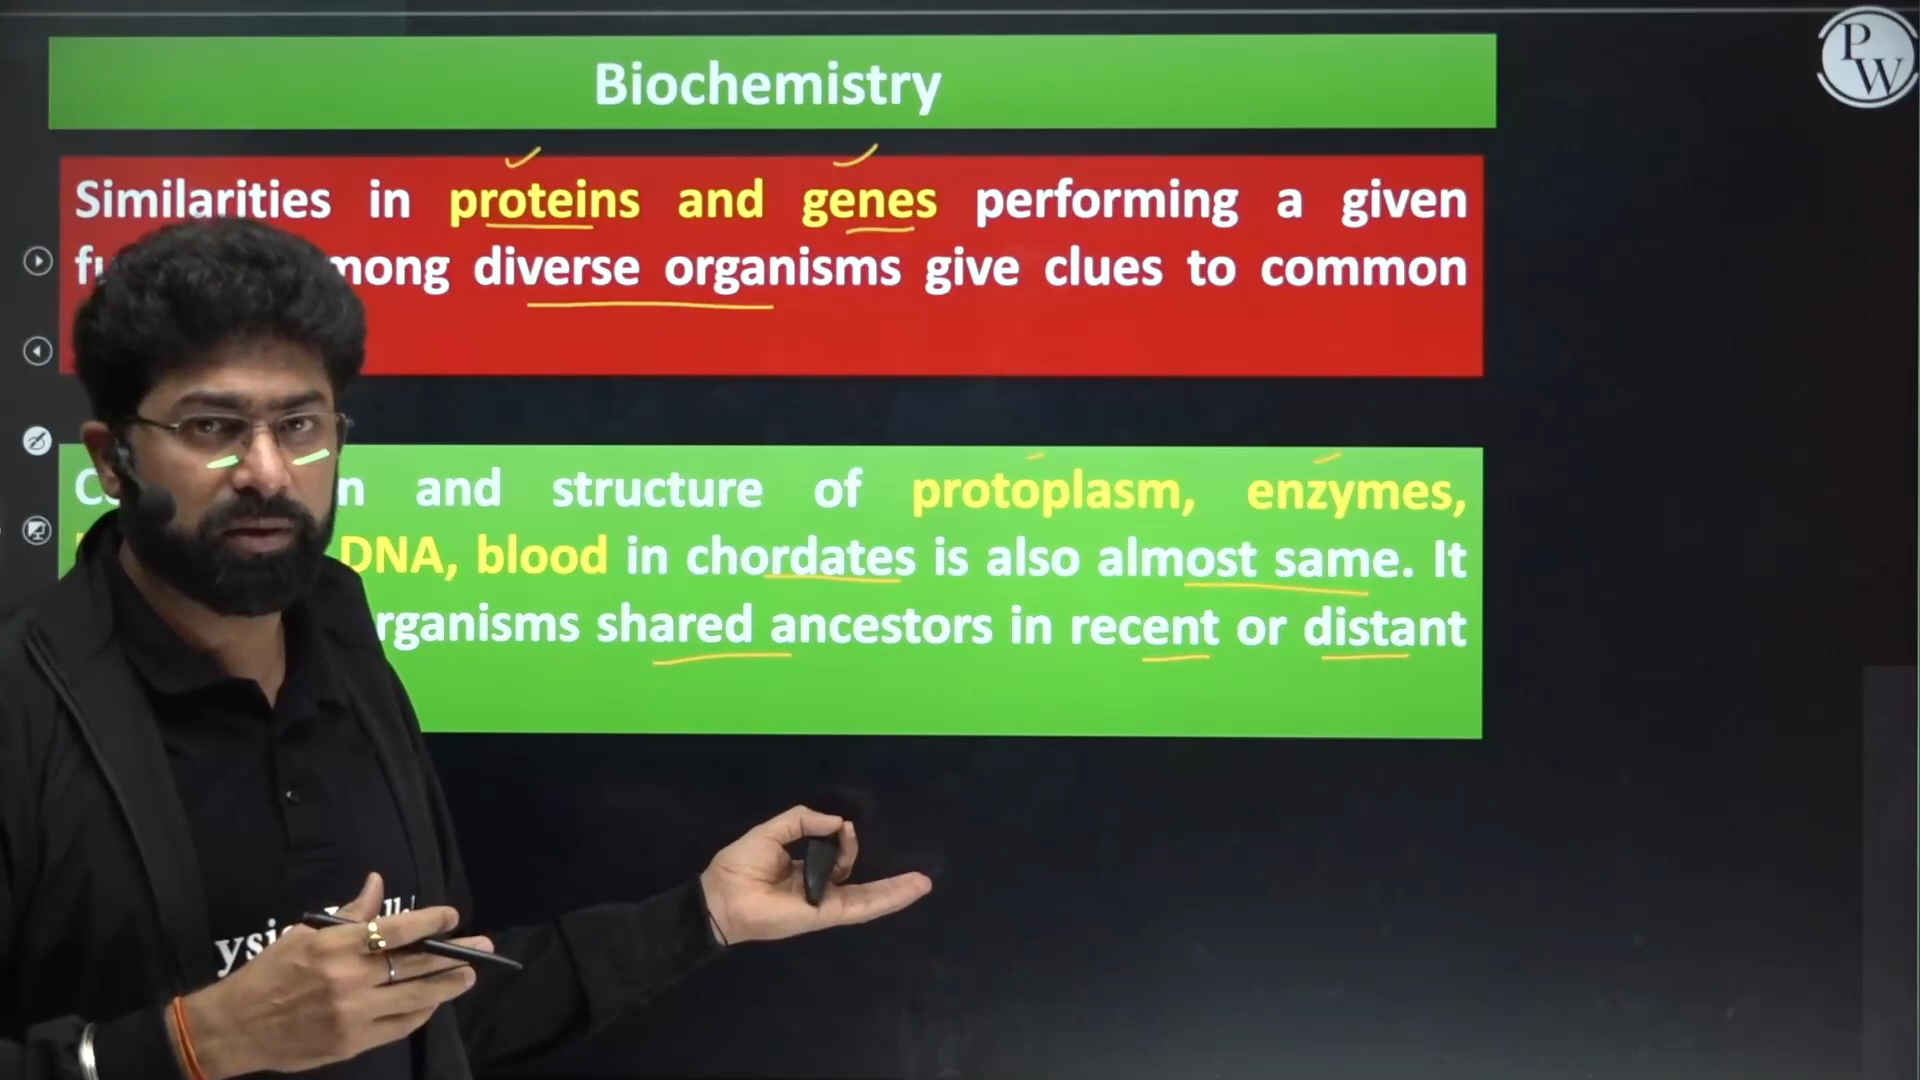 P
W
Biochemistry
Similarities in proteins and genes performing a given
mong diverse organisms give clues to common
and structure of protoplasm, enzymes,
DNA, blood in chordates is also almost same. It
rganisms shared ancestors in recent or distant
ysic